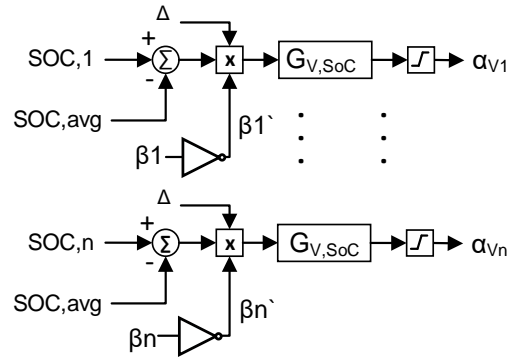 Δ
+
SOC,1 Σ x G_V,SoC α_V1
-
SOC,avg
β1 β1`
Δ
+
SOC,n Σ x G_V,SoC α_Vn
-
SOC,avg
βn βn`